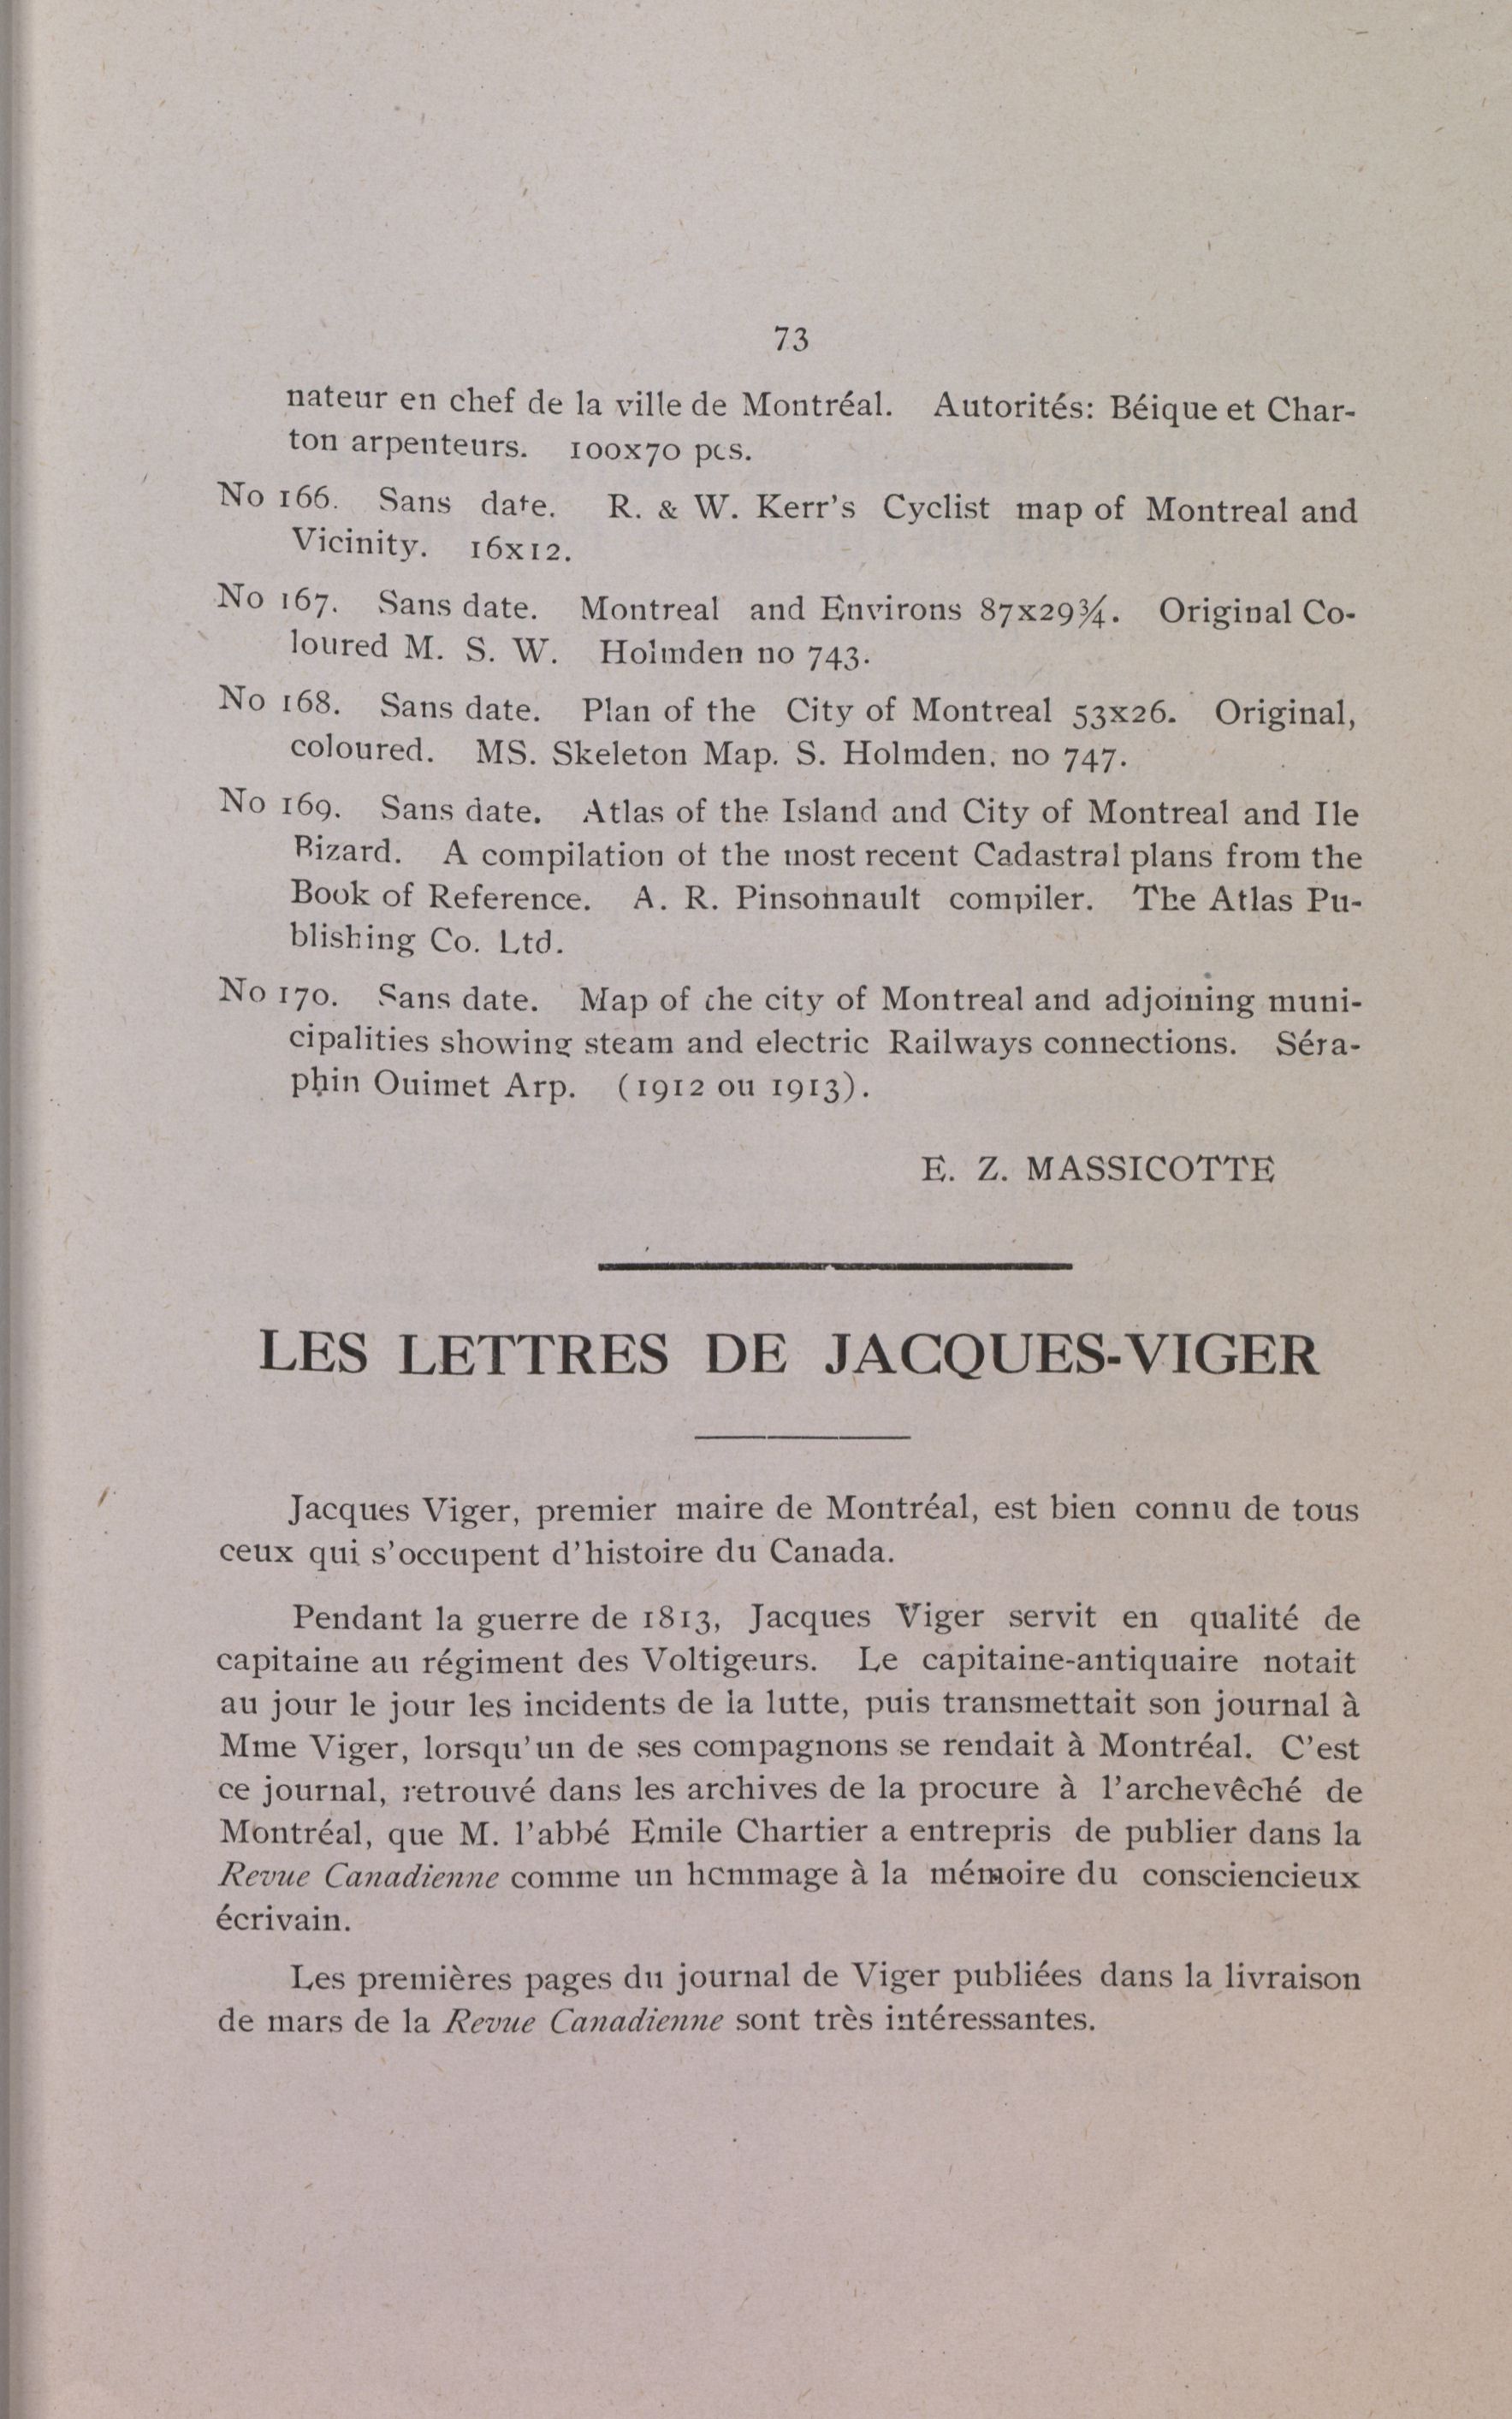 73
nateur en chef de la ville de Montréal. Autorités: Béique et Char-
ton arpenteurs. 100x70 pcs.
No 166. Sans date. R. & W. Kerr's Cyclist map of Montreal and
Vicinity. 16x12.
No 167. Sans date. Montreal and Environs 87x29¾. Original Co-
loured M. S. W. Holmden no 743.
No 168. Sans date. Plan of the City of Montreal 53x26. Original,
coloured. MS. Skeleton Map. S. Holmden, no 747.
No 169. Sans date. Atlas of the Island and City of Montreal and Ile
Bizard. A compilation of the most recent Cadastral plans from the
Book of Reference. A. R. Pinsonnault compiler. The Atlas Pu-
blishing Co. Ltd.
No 170. Sans date. Map of the city of Montreal and adjoining muni-
cipalities showing steam and electric Railways connections. Séra-
phin Ouimet Arp. (1912 ou 1913).
E. Z. MASSICOTTE
LES LETTRES DE JACQUES-VIGER
Jacques Viger, premier maire de Montréal, est bien connu de tous
ceux qui s'occupent d'histoire du Canada.
Pendant la guerre de 1813, Jacques Viger servit en qualité de
capitaine au régiment des Voltigeurs. Le capitaine-antiquaire notait
au jour le jour les incidents de la lutte, puis transmettait son journal à
Mme Viger, lorsqu'un de ses compagnons se rendait à Montréal. C'est
ce journal, retrouvé dans les archives de la procure à l'archevêché de
Montréal, que M. l'abbé Emile Chartier a entrepris de publier dans la
Revue Canadienne comme un hommage à la mémoire du consciencieux
écrivain.
Les premières pages du journal de Viger publiées dans la livraison
de mars de la Revue Canadienne sont très intéressantes.